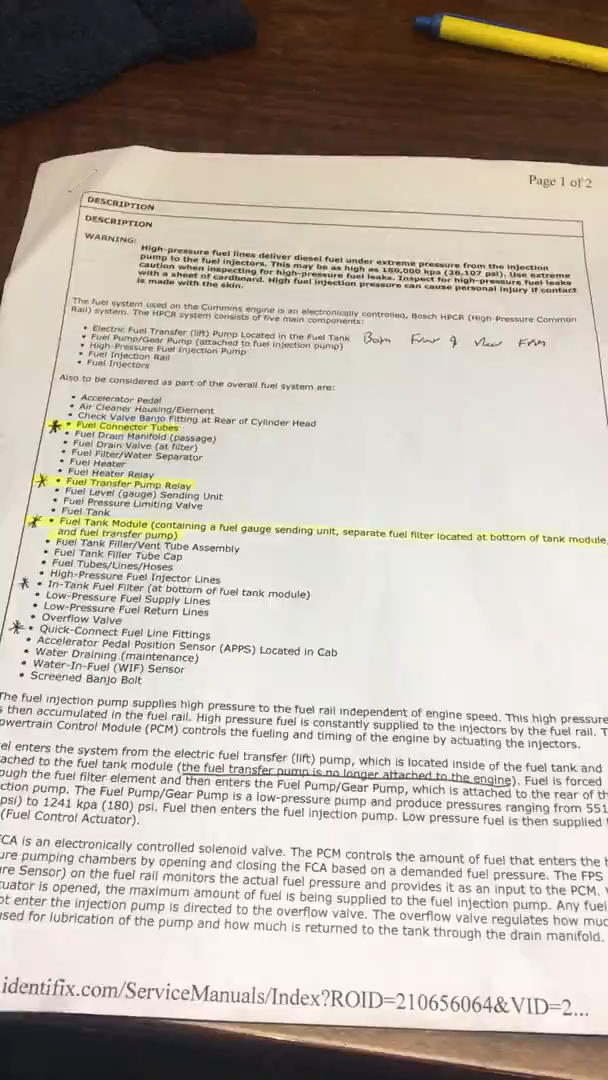 Page 1 of 2
DESCRIPTION
DESCRIPTION
WARNING:
High-pressure fuel lines deliver diesel fuel under extreme pressure from the injection
pump to the fuel injectors. This may be as high as 180,000 kpa (26,107 psi). Use extreme
caution when inspecting for high-pressure fuel leaks. Inspect for high-pressure fuel leaks
with a sheet of cardboard. High fuel injection pressure can cause personal injury if contact
is made with the skin.
The fuel system used on the Cummins engine is an electronically controlled, Bosch HPCR (High-Pressure Common
Rail) system. The HPCR system consists of five main components:
• Electric Fuel Transfer (lift) Pump Located in the Fuel Tank
• Fuel Pump/Gear Pump (attached to fuel injection pump)
• High-Pressure Fuel Injection Pump
• Fuel Injection Rail
• Fuel Injectors
Also to be considered as part of the overall fuel system are:
• Accelerator Pedal
• Air Cleaner Housing/Element
• Check Valve Banjo Fitting at Rear of Cylinder Head
• Fuel Connector Tubes
• Fuel Drain Manifold (passage)
• Fuel Drain Valve (at filter)
• Fuel Filter/Water Separator
• Fuel Heater
• Fuel Heater Relay
• Fuel Transfer Pump Relay
• Fuel Level (gauge) Sending Unit
• Fuel Pressure Limiting Valve
• Fuel Tank
• Fuel Tank Module (containing a fuel gauge sending unit, separate fuel filter located at bottom of tank module,
and fuel transfer pump)
• Fuel Tank Filler/Vent Tube Assembly
• Fuel Tank Filler Tube Cap
• Fuel Tubes/Lines/Hoses
• High-Pressure Fuel Injector Lines
• In-Tank Fuel Filter (at bottom of fuel tank module)
• Low-Pressure Fuel Supply Lines
• Low-Pressure Fuel Return Lines
• Overflow Valve
• Quick-Connect Fuel Line Fittings
• Accelerator Pedal Position Sensor (APPS) Located in Cab
• Water Draining (maintenance)
• Water-In-Fuel (WIF) Sensor
• Screened Banjo Bolt
The fuel injection pump supplies high pressure to the fuel rail independent of engine speed. This high pressure
s then accumulated in the fuel rail. High pressure fuel is constantly supplied to the injectors by the fuel rail. T
owertrain Control Module (PCM) controls the fueling and timing of the engine by actuating the injectors.
el enters the system from the electric fuel transfer (lift) pump, which is located inside of the fuel tank and
ached to the fuel tank module (the fuel transfer pump is no longer attached to the engine). Fuel is forced
ough the fuel filter element and then enters the Fuel Pump/Gear Pump, which is attached to the rear of th
ction pump. The Fuel Pump/Gear Pump is a low-pressure pump and produce pressures ranging from 551
psi) to 1241 kpa (180) psi. Fuel then enters the fuel injection pump. Low pressure fuel is then supplied
(Fuel Control Actuator).
CA is an electronically controlled solenoid valve. The PCM controls the amount of fuel that enters the h
ure pumping chambers by opening and closing the FCA based on a demanded fuel pressure. The FPS
re Sensor) on the fuel rail monitors the actual fuel pressure and provides it as an input to the PCM.
uator is opened, the maximum amount of fuel is being supplied to the fuel injection pump. Any fuel
ot enter the injection pump is directed to the overflow valve. The overflow valve regulates how muc
used for lubrication of the pump and how much is returned to the tank through the drain manifold.
identifix.com/ServiceManuals/Index?ROID=210656064&VID=2...